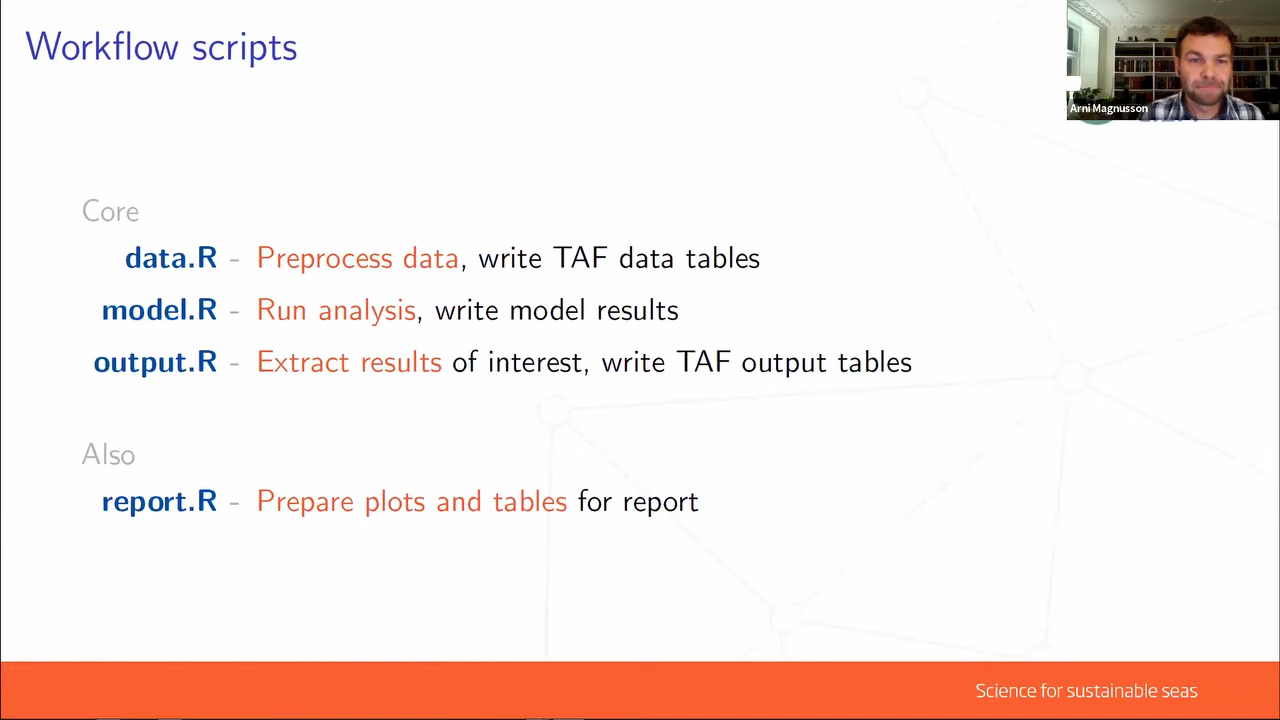 Workflow scripts
Arni Magnusson
Core
data.R - Preprocess data, write TAF data tables
model.R - Run analysis, write model results
output.R - Extract results of interest, write TAF output tables
Also
report.R - Prepare plots and tables for report
Science for sustainable seas